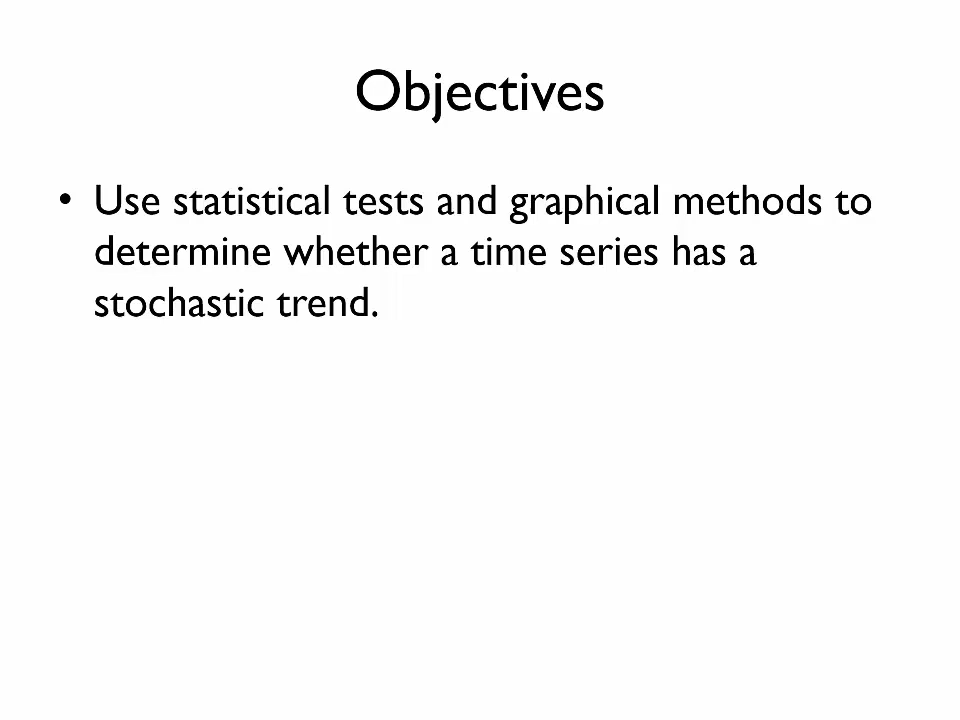 Objectives
• Use statistical tests and graphical methods to
determine whether a time series has a
stochastic trend.